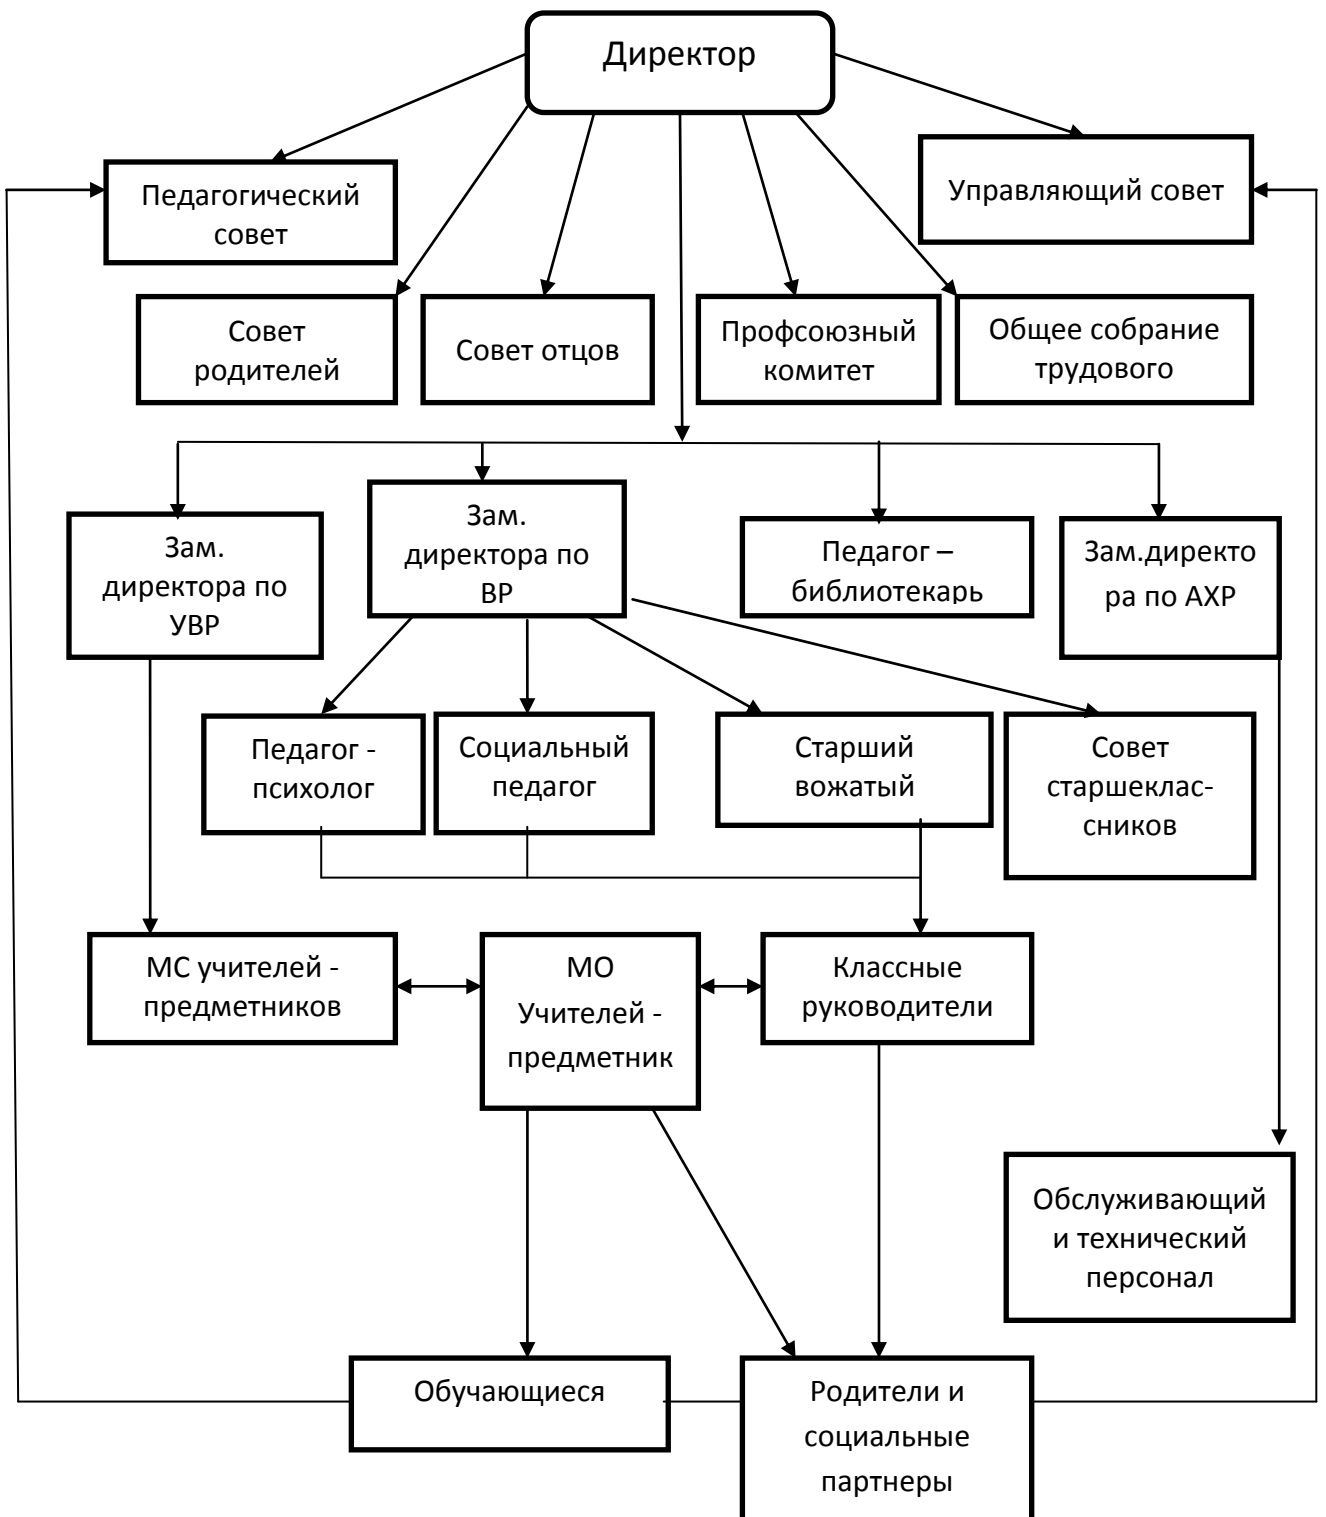 Директор
Педагогический
совет
Управляющий совет
Совет
родителей
Совет отцов
Профсоюзный
комитет
Общее собрание
трудового
Зам.
директора по
УВР
Зам.
директора по
ВР
Педагог –
библиотекарь
Зам.директо
ра по АХР
Педагог -
психолог
Социальный
педагог
Старший
вожатый
Совет
старшеклас-
сников
МС учителей -
предметников
МО
Учителей -
предметник
Классные
руководители
Обслуживающий
и технический
персонал
Обучающиеся
Родители и
социальные
партнеры